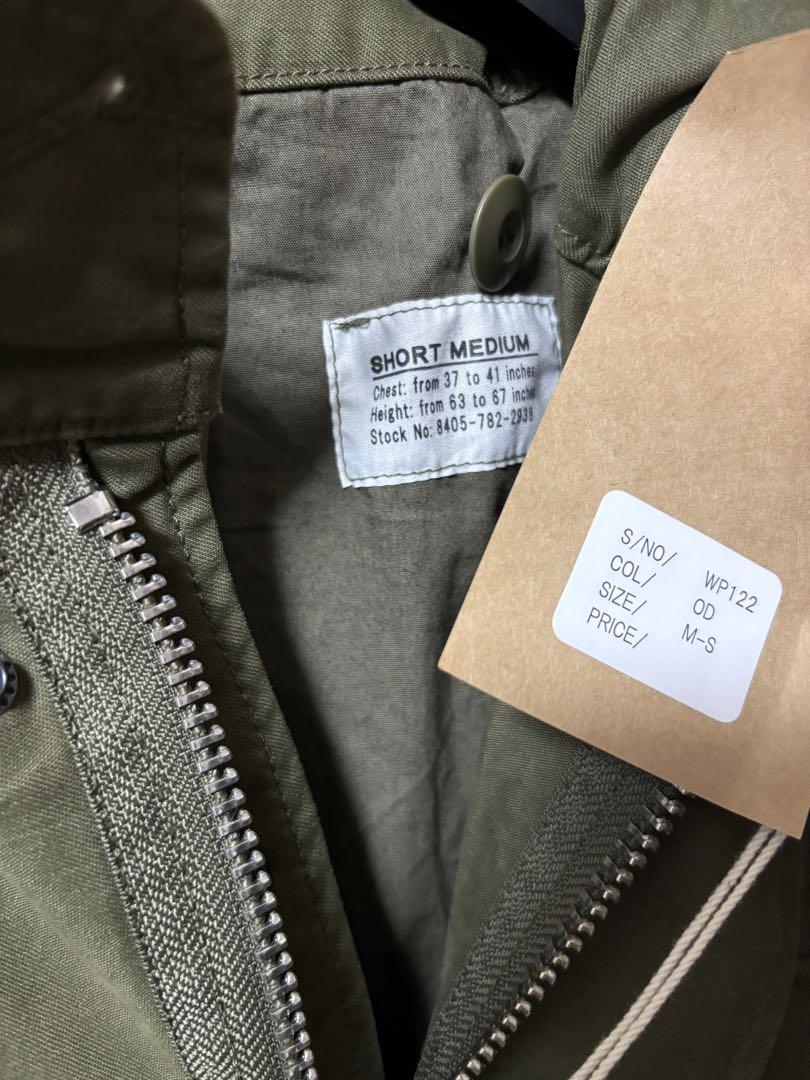 SHORT MEDIUM
Chest: from 37 to 41 inches
Height: from 63 to 67 inches
Stock No: 8405-782-2938
S/NO/ WP122
COL/ OD
SIZE/ M-S
PRICE/